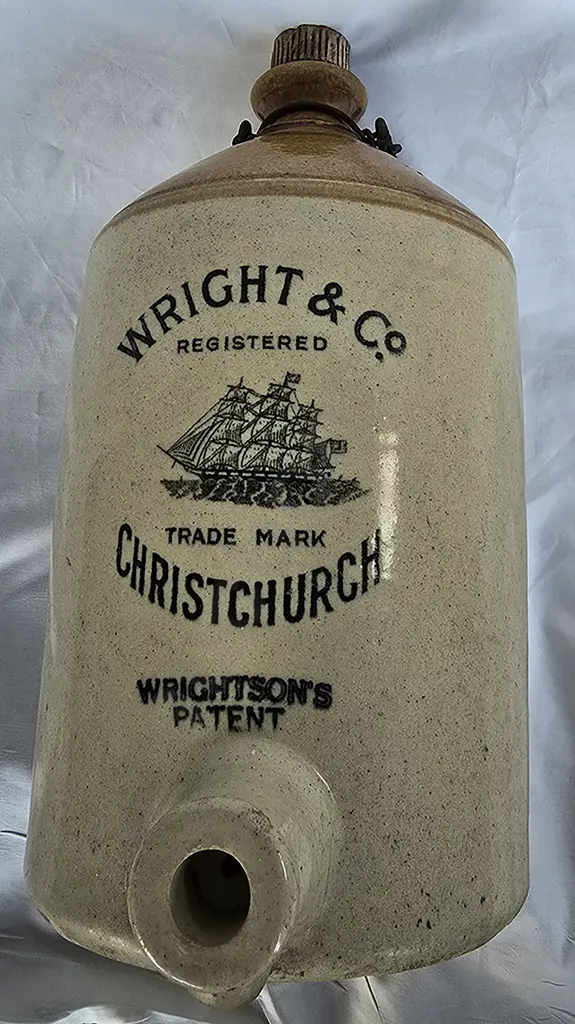 WRIGHT & Co
REGISTERED
TRADE MARK
CHRISTCHURCH
WRIGHTSON'S
PATENT